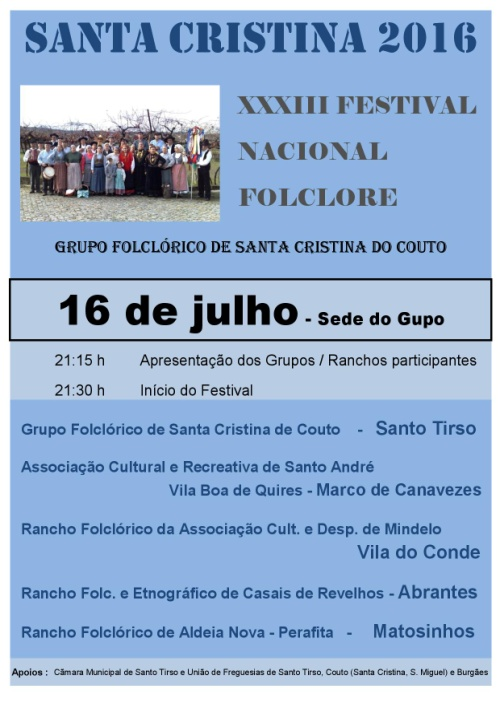 SANTA CRISTINA 2016
XXXIII FESTIVAL
NACIONAL
FOLCLORE
GRUPO FOLCLÓRICO DE SANTA CRISTINA DO COUTO
16 de julho - Sede do Gupo
21:15 h Apresentação dos Grupos / Ranchos participantes
21:30 h Início do Festival
Grupo Folclórico de Santa Cristina de Couto - Santo Tirso
Associação Cultural e Recreativa de Santo André
Vila Boa de Quires - Marco de Canavezes
Rancho Folclórico da Associação Cult. e Desp. de Mindelo
Vila do Conde
Rancho Folc. e Etnográfico de Casais de Revelhos - Abrantes
Rancho Folclórico de Aldeia Nova - Perafita - Matosinhos
Apoios : Câmara Municipal de Santo Tirso e União de Freguesias de Santo Tirso, Couto (Santa Cristina, S. Miguel) e Burgães